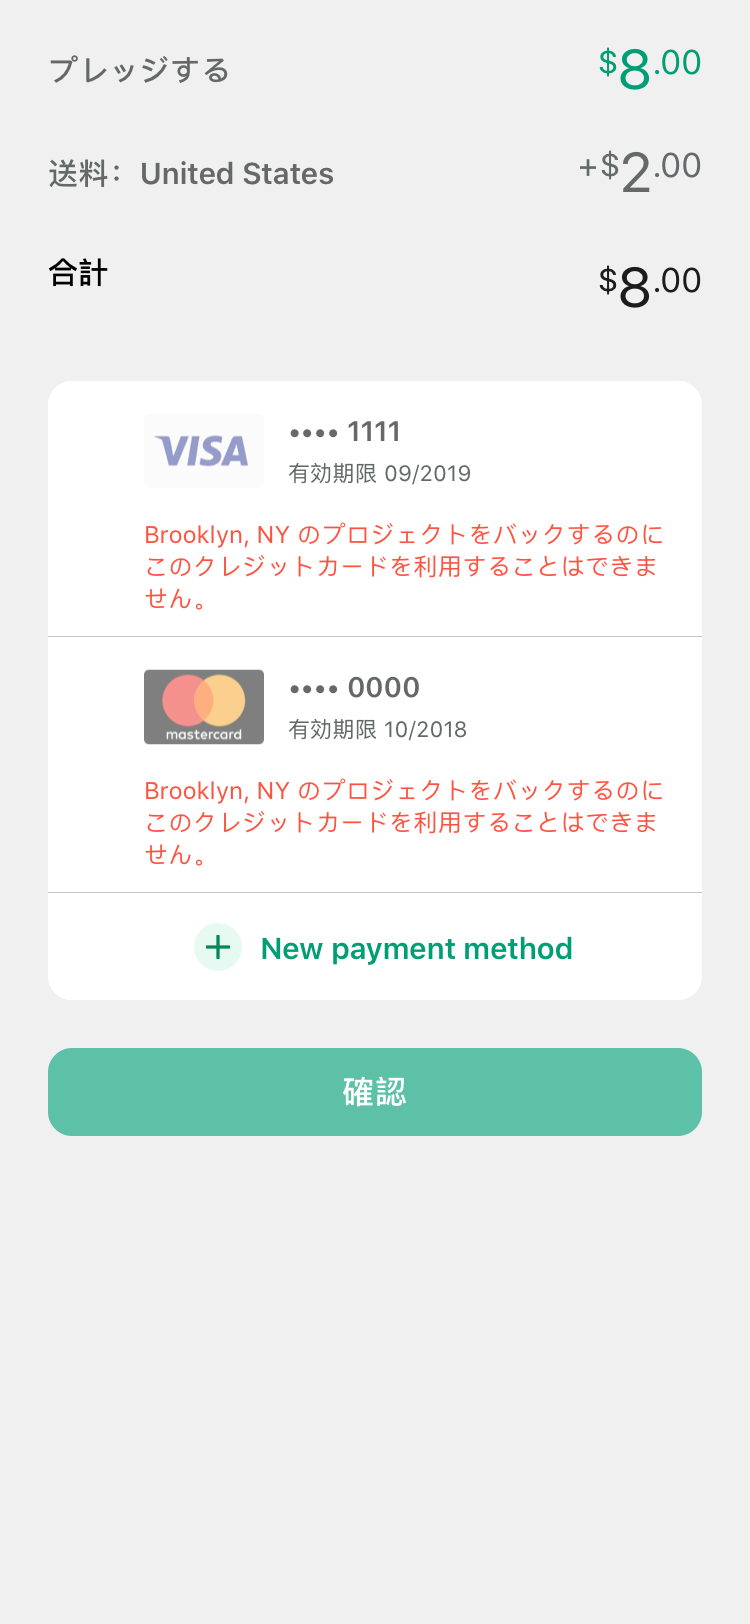 プレッジする $8.00
送料： United States +$2.00
合計 $8.00
VISA •••• 1111
有効期限 09/2019
Brooklyn, NY のプロジェクトをバックするのに
このクレジットカードを利用することはできま
せん。
•••• 0000
mastercard 有効期限 10/2018
Brooklyn, NY のプロジェクトをバックするのに
このクレジットカードを利用することはできま
せん。
+ New payment method
確認